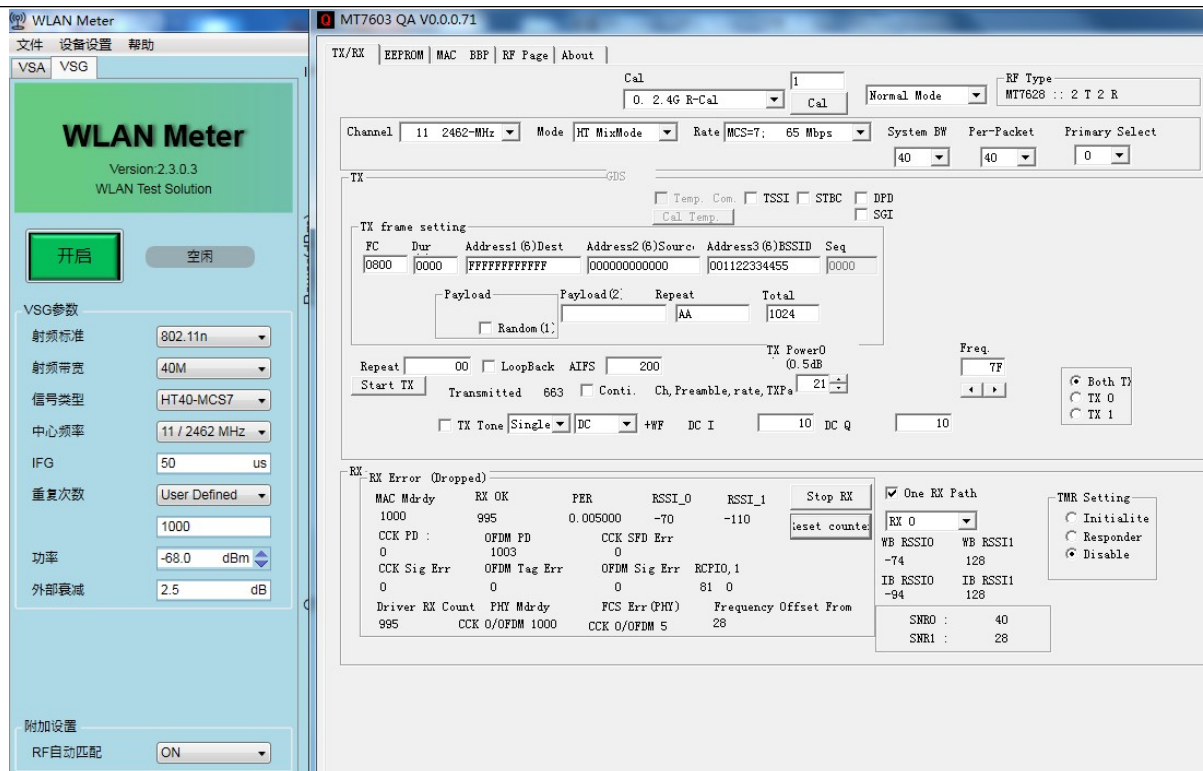 WLAN Meter
文件 设备设置 帮助
VSA VSG
WLAN Meter
Version:2.3.0.3
WLAN Test Solution
开启 空闲
VSG参数
射频标准 802.11n
射频带宽 40M
信号类型 HT40-MCS7
中心频率 11 / 2462 MHz
IFG 50 us
重复次数 User Defined
1000
功率 -68.0 dBm
外部衰减 2.5 dB
附加设置
RF自动匹配 ON
Q MT7603 QA V0.0.0.71
TX/RX EEPROM MAC BBP RF Page About
Cal 1 RF Type
0. 2.4G R-Cal Cal Normal Mode MT7628 :: 2 T 2 R
Channel 11 2462-MHz Mode HT MixMode Rate MCS=7; 65 Mbps System BW Per-Packet Primary Select
40 40 0
TX GDS
Temp. Com. TSSI STBC DPD
Cal Temp. SGI
TX frame setting
FC Dur Address1(6)Dest Address2(6)Sourc Address3(6)BSSID Seq
0800 0000 FFFFFFFFFFFF 000000000000 001122334455 0000
Payload Payload(2) Repeat Total
Random(1) AA 1024
TX Power0 Freq.
Repeat 00 LoopBack AIFS 200 (0.5dB 7F
Start TX Transmitted 663 Conti. Ch,Preamble,rate,TXPa 21
Both TX
TX 0
TX 1
TX Tone Single DC +WF DC I 10 DC Q 10
RX
RX Error (Dropped)
MAC Mdrdy RX OK PER RSSI_0 RSSI_1 Stop RX
1000 995 0.005000 -70 -110 eset counte
CCK PD : OFDM PD CCK SFD Err
0 1003 0
CCK Sig Err OFDM Tag Err OFDM Sig Err RCPI0,1
0 0 0 81 0
Driver RX Count PHY Mdrdy FCS Err(PHY) Frequency Offset From
995 CCK 0/OFDM 1000 CCK 0/OFDM 5 28
One RX Path
RX 0
WB RSSI0 WB RSSI1
-74 128
IB RSSI0 IB RSSI1
-94 128
SNR0 : 40
SNR1 : 28
TMR Setting
Initialite
Responder
Disable